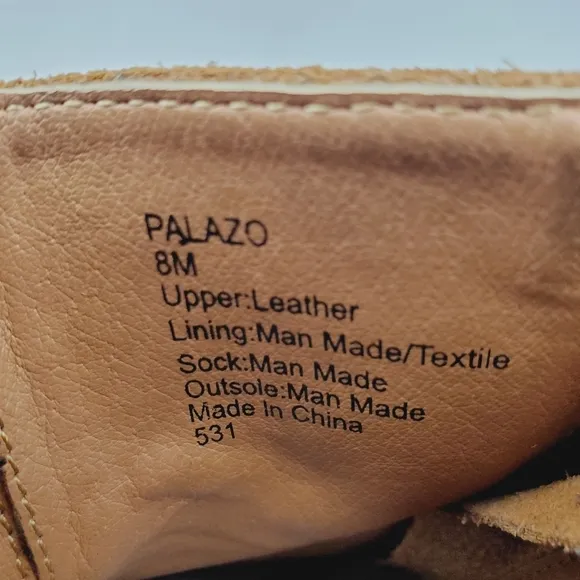 PALAZO
8M
Upper:Leather
Lining:Man Made/Textile
Sock:Man Made
Outsole:Man Made
Made In China
531